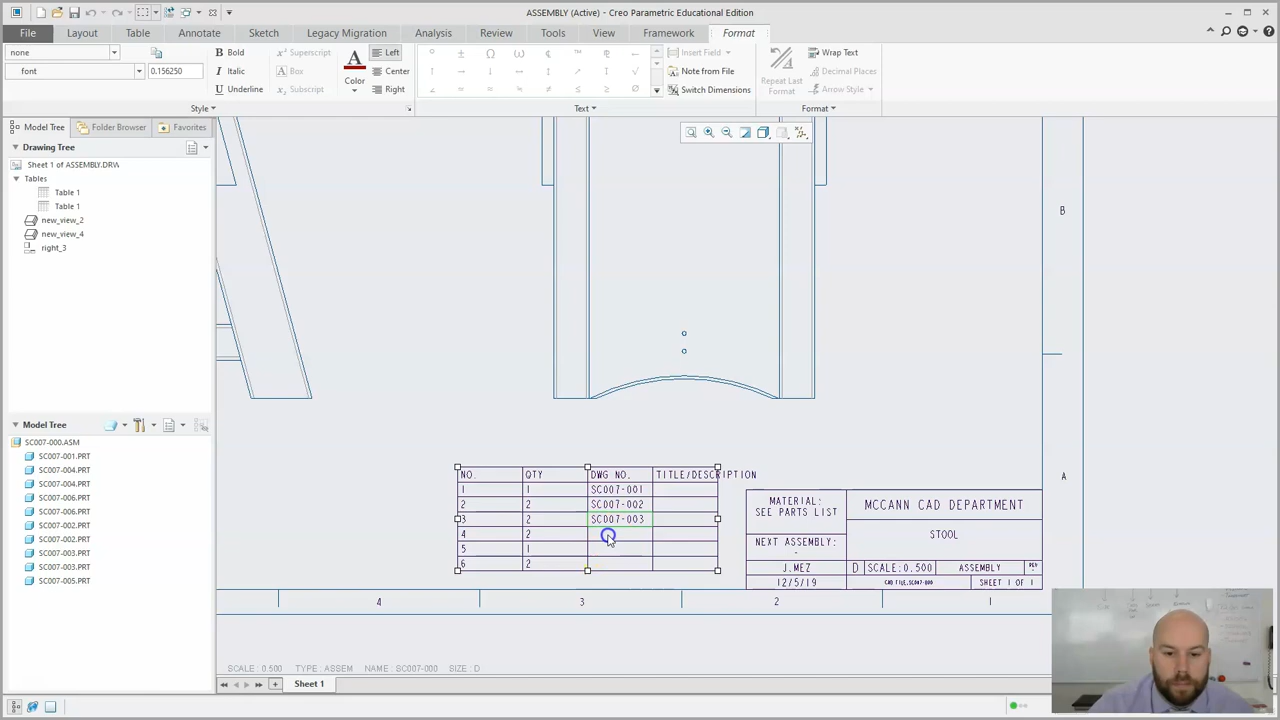 ASSEMBLY (Active) - Creo Parametric Educational Edition
File Layout Table Annotate Sketch Legacy Migration Analysis Review Tools View Framework Format
none
font 0.156250
Bold Superscript Left
Italic Box Center
Underline Subscript Right
Color
Insert Field
Note from File
Switch Dimensions
Repeat Last Format
Wrap Text
Decimal Places
Arrow Style
Style Text Format
Model Tree Folder Browser Favorites
Drawing Tree
Sheet 1 of ASSEMBLY.DRW
Tables
Table 1
Table 1
new_view_2
new_view_4
right_3
Model Tree
SC007-000.ASM
SC007-001.PRT
SC007-004.PRT
SC007-004.PRT
SC007-006.PRT
SC007-006.PRT
SC007-002.PRT
SC007-002.PRT
SC007-003.PRT
SC007-003.PRT
SC007-005.PRT
B
A
NO. QTY DWG NO. TITLE/DESCRIPTION
1 1 SC007-001
2 2 SC007-002
3 2 SC007-003
4 2
5 1
6 2
MATERIAL:
SEE PARTS LIST
NEXT ASSEMBLY:
-
J.MEZ
12/5/19
MCCANN CAD DEPARTMENT
STOOL
D SCALE:0.500 ASSEMBLY
SHEET 1 OF 1
4 3 2 1
SCALE : 0.500 TYPE : ASSEM NAME : SC007-000 SIZE : D
Sheet 1